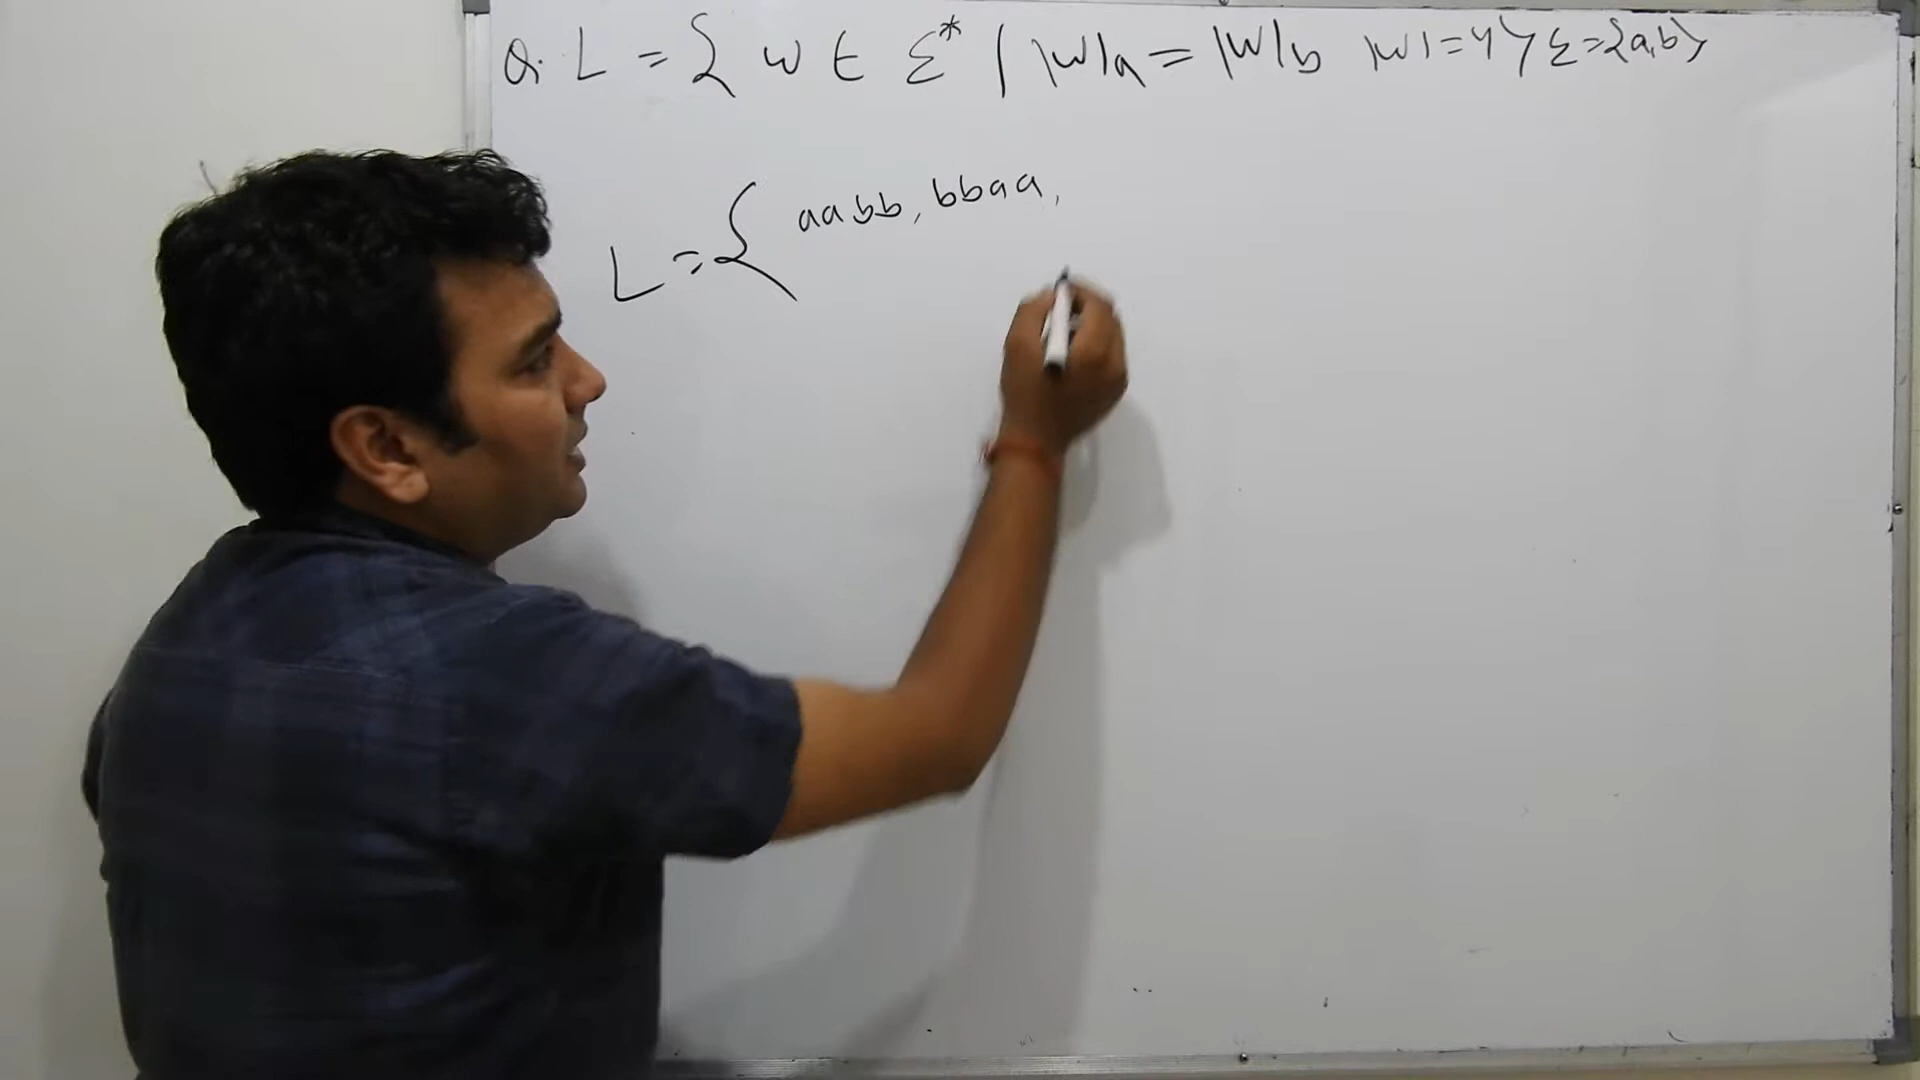 Q. L = { w ∈ Σ* | |w|a = |w|b |w| = 4 } Σ = {a,b}
L = { aabb, bbaa,